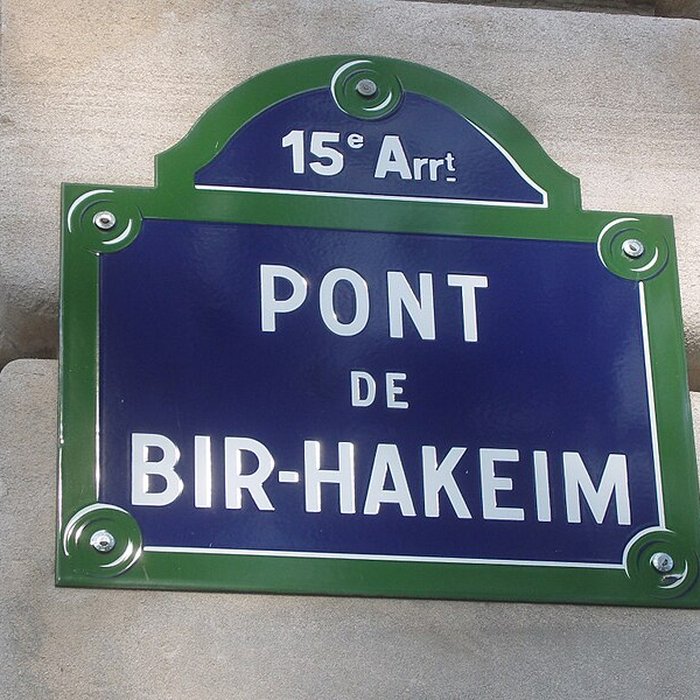 15e Arrt
PONT
DE
BIR-HAKEIM